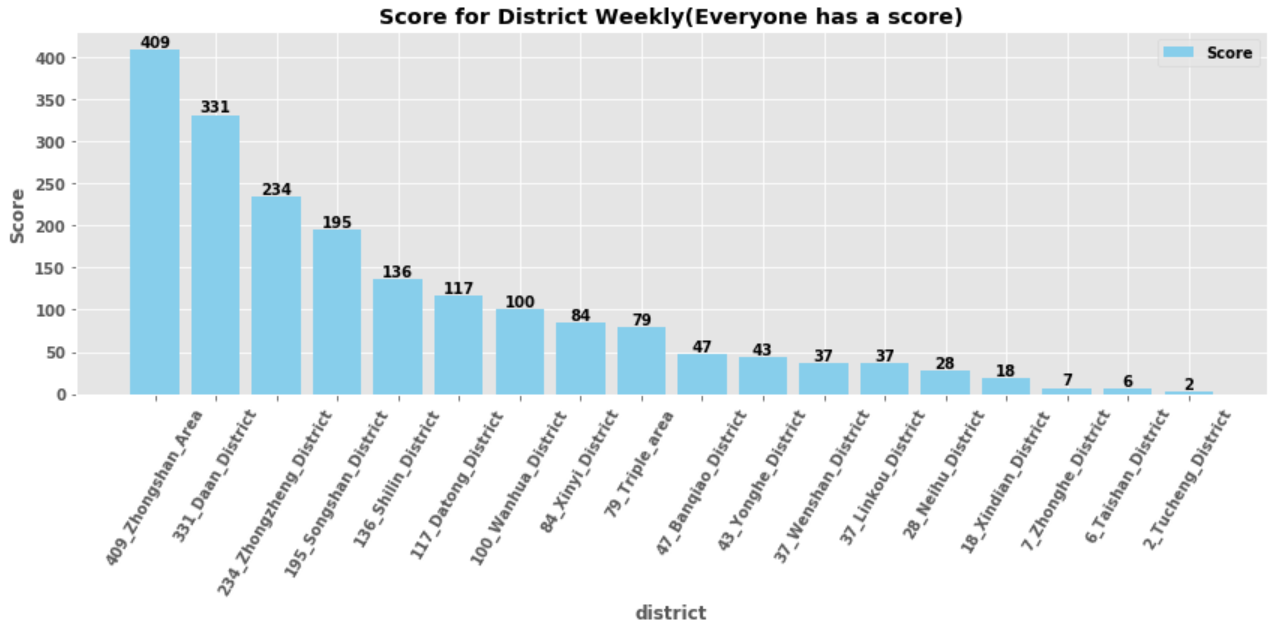 Score for District Weekly(Everyone has a score)
Score
400
350
300
250
200
150
100
50
0
Score
409
331
234
195
136
117
100
84
79
47
43
37
37
28
18
7
6
2
409_Zhongshan_Area
331_Daan_District
234_Zhongzheng_District
195_Songshan_District
136_Shilin_District
117_Datong_District
100_Wanhua_District
84_Xinyi_District
79_Triple_area
47_Banqiao_District
43_Yonghe_District
37_Wenshan_District
37_Linkou_District
28_Neihu_District
18_Xindian_District
7_Zhonghe_District
6_Taishan_District
2_Tucheng_District
district